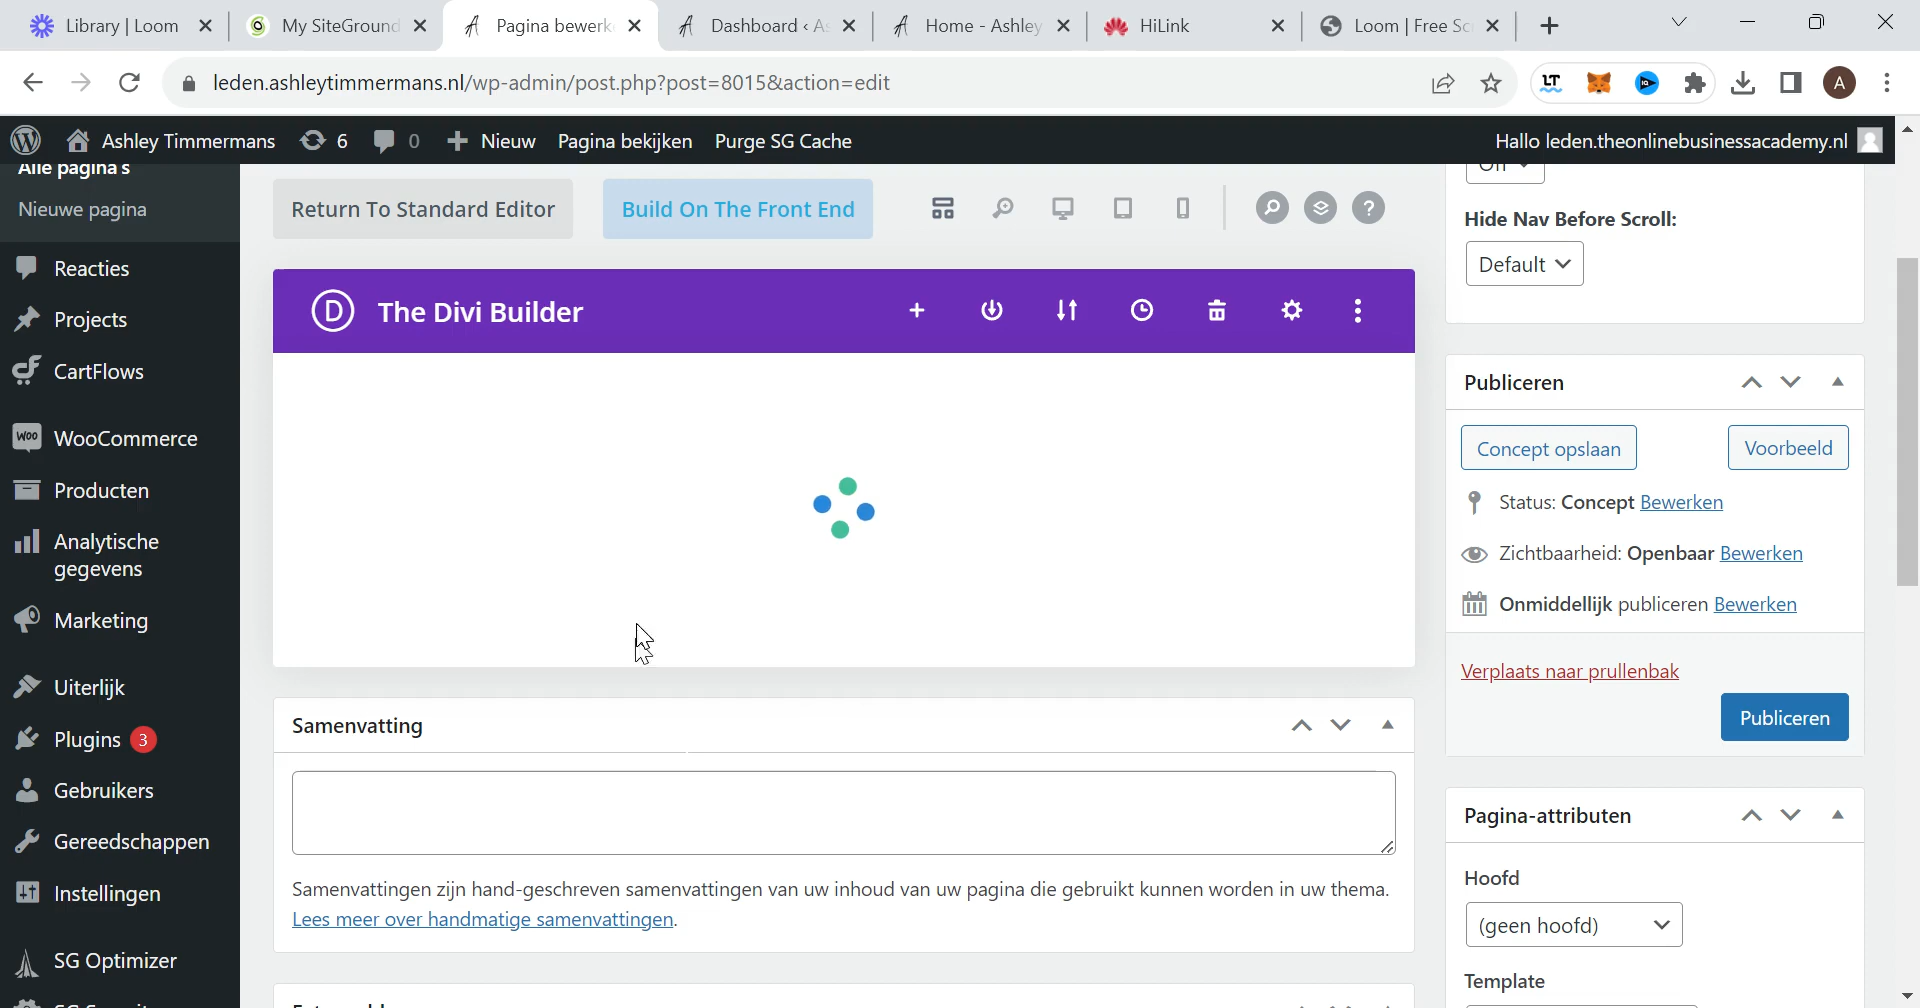 Library | Loom
My SiteGround
Pagina bewerk
Dashboard ‹ As
Home - Ashley
HiLink
Loom | Free Sc
leden.ashleytimmermans.nl/wp-admin/post.php?post=8015&action=edit
LT
A
Ashley Timmermans
6
0
Nieuw
Pagina bekijken
Purge SG Cache
Hallo leden.theonlinebusinessacademy.nl
Alle pagina's
Nieuwe pagina
Reacties
Projects
CartFlows
WooCommerce
Producten
Analytische
gegevens
Marketing
Uiterlijk
Plugins 3
Gebruikers
Gereedschappen
Instellingen
SG Optimizer
Return To Standard Editor
Build On The Front End
?
D The Divi Builder
Samenvatting
Samenvattingen zijn hand-geschreven samenvattingen van uw inhoud van uw pagina die gebruikt kunnen worden in uw thema.
Lees meer over handmatige samenvattingen.
Off
Hide Nav Before Scroll:
Default
Publiceren
Concept opslaan
Voorbeeld
Status: Concept Bewerken
Zichtbaarheid: Openbaar Bewerken
Onmiddellijk publiceren Bewerken
Verplaats naar prullenbak
Publiceren
Pagina-attributen
Hoofd
(geen hoofd)
Template